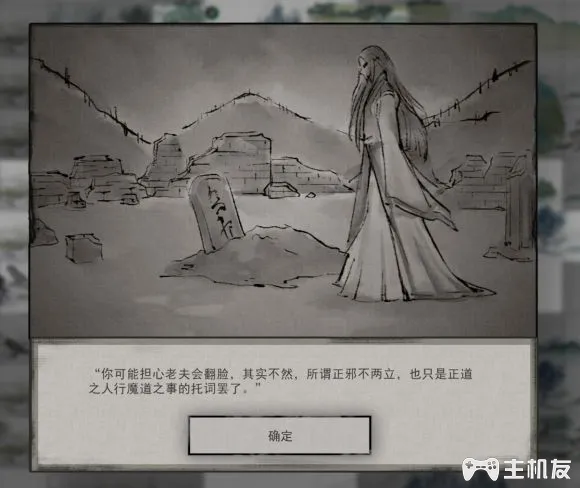 “你可能担心老夫会翻脸，其实不然，所谓正邪不两立，也只是正道
之人行魔道之事的托词罢了。”
确定
主机友